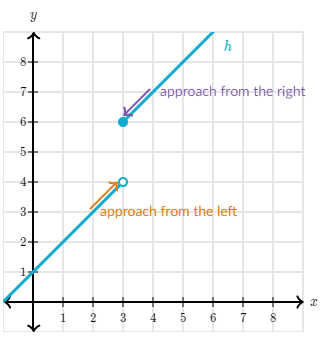 y
h
8
7
approach from the right
6
5
4
3
approach from the left
2
1
x
1 2 3 4 5 6 7 8